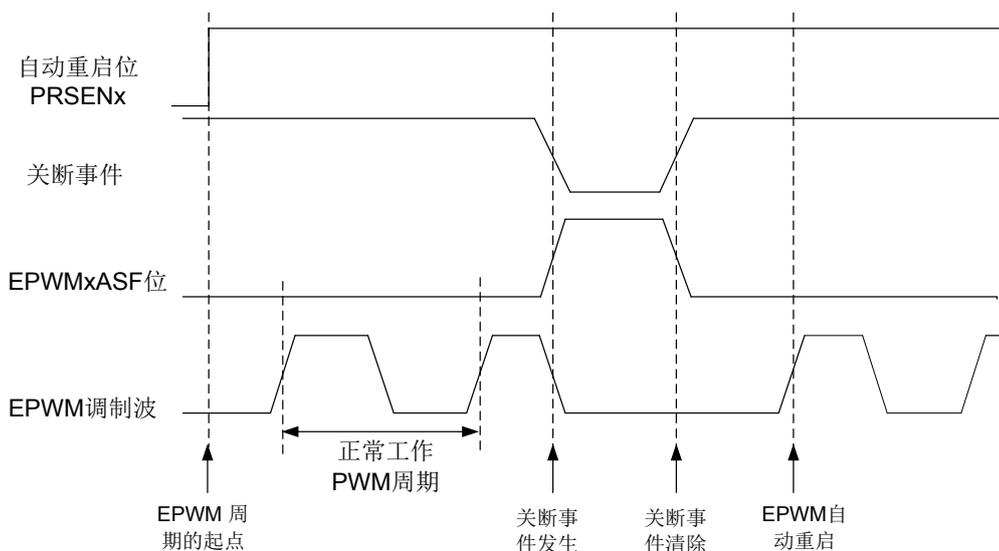 自动重启位
PRSENx
关断事件
EPWMxASF位
EPWM调制波
正常工作
PWM周期
EPWM 周
期的起点
关断事
件发生
关断事
件清除
EPWM自
动重启